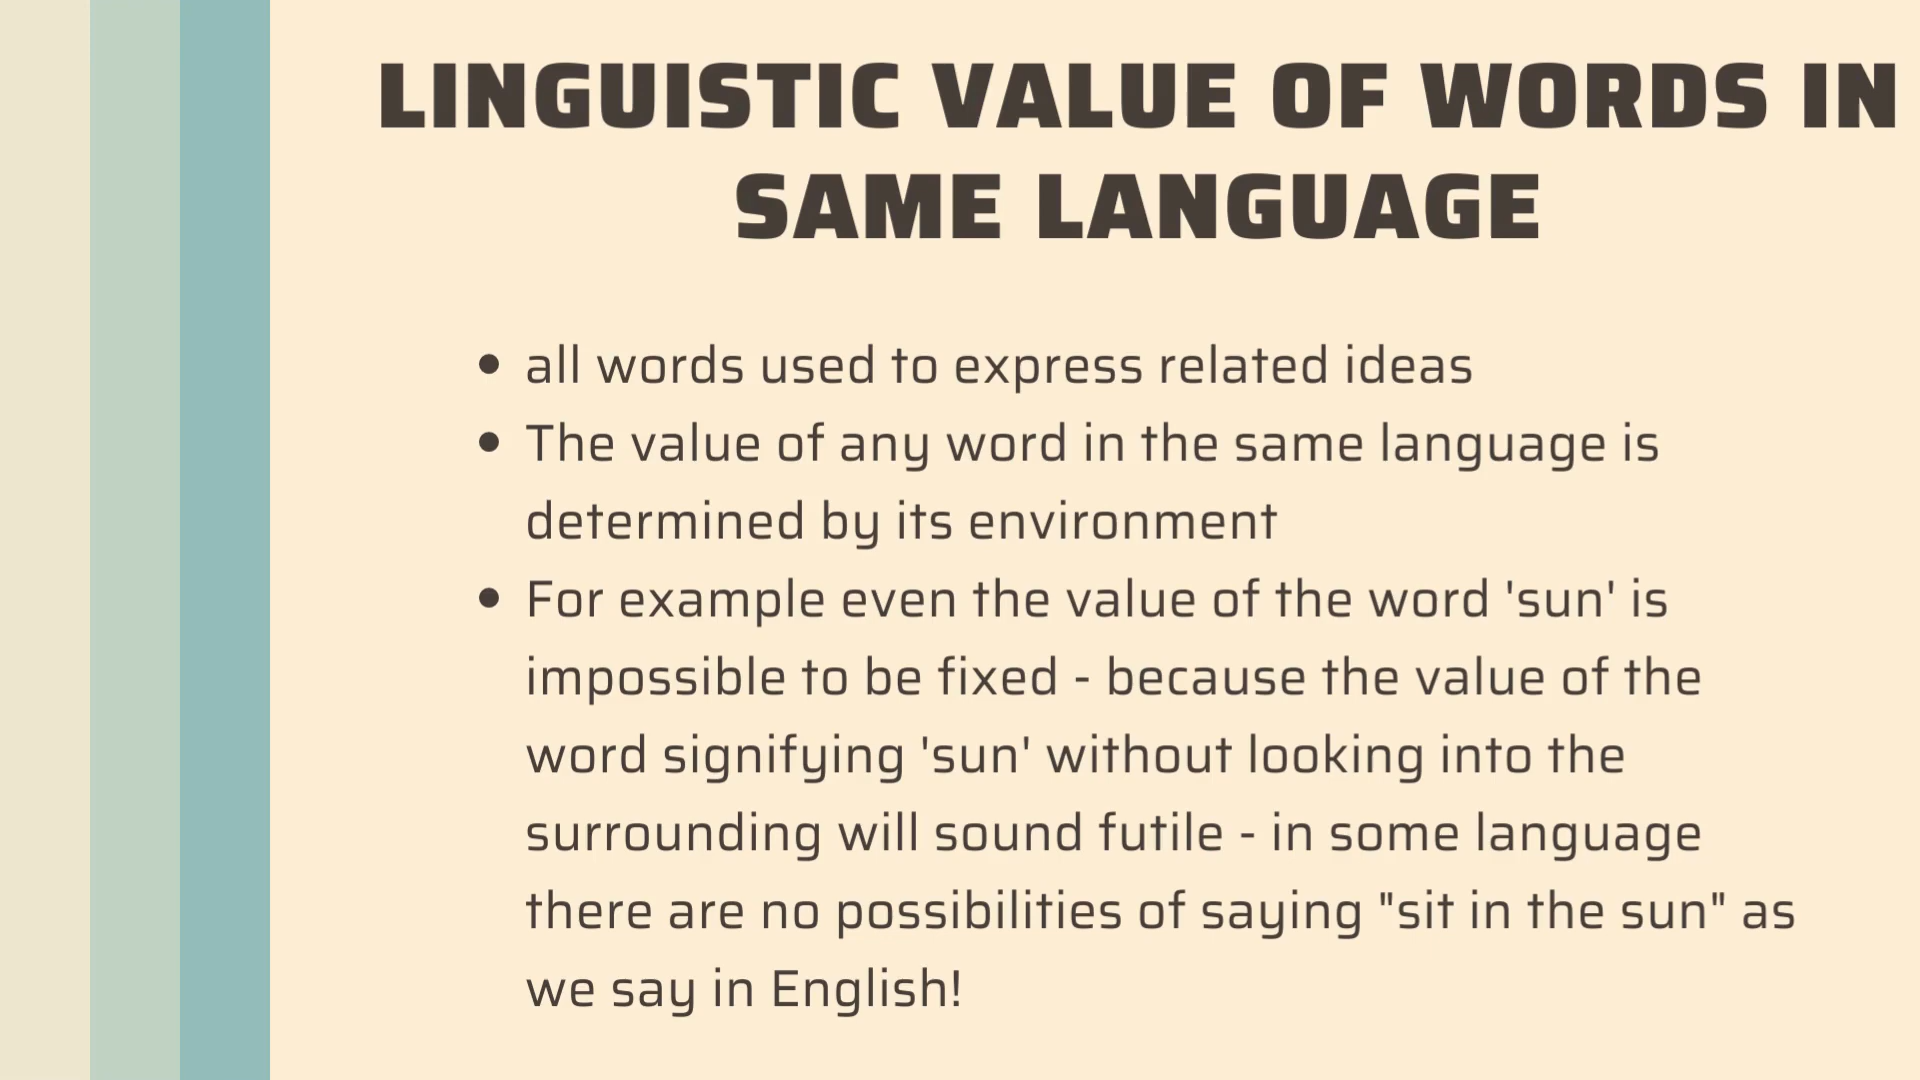 LINGUISTIC VALUE OF WORDS IN
SAME LANGUAGE
• all words used to express related ideas
• The value of any word in the same language is
determined by its environment
• For example even the value of the word 'sun' is
impossible to be fixed - because the value of the
word signifying 'sun' without looking into the
surrounding will sound futile - in some language
there are no possibilities of saying "sit in the sun" as
we say in English!